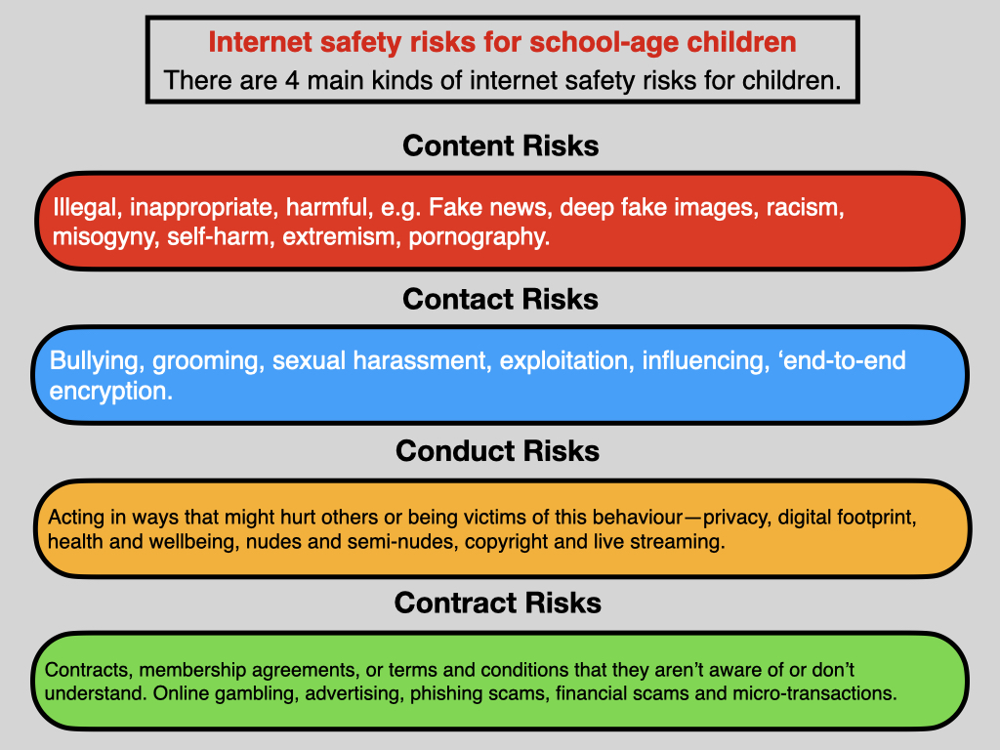 Internet safety risks for school-age children
There are 4 main kinds of internet safety risks for children.
Content Risks
Illegal, inappropriate, harmful, e.g. Fake news, deep fake images, racism,
misogyny, self-harm, extremism, pornography.
Contact Risks
Bullying, grooming, sexual harassment, exploitation, influencing, ‘end-to-end
encryption.
Conduct Risks
Acting in ways that might hurt others or being victims of this behaviour—privacy, digital footprint,
health and wellbeing, nudes and semi-nudes, copyright and live streaming.
Contract Risks
Contracts, membership agreements, or terms and conditions that they aren’t aware of or don’t
understand. Online gambling, advertising, phishing scams, financial scams and micro-transactions.